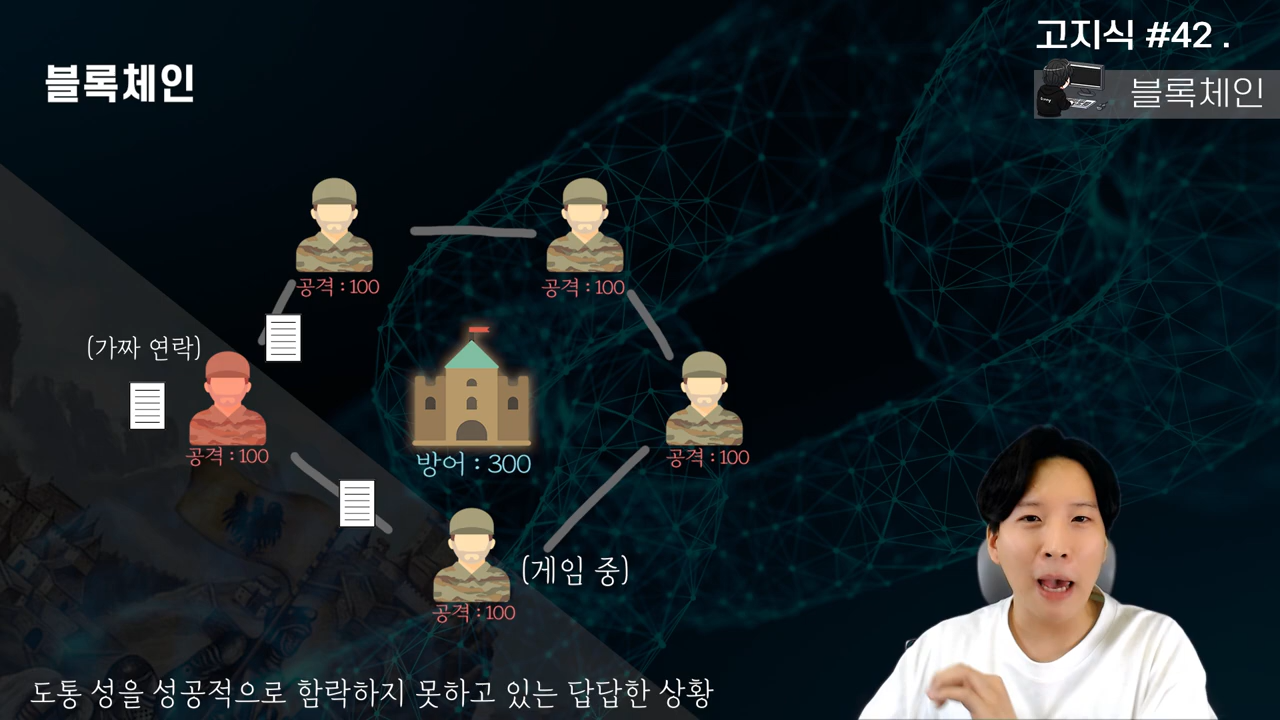 고지식 #42 .
블록체인
블록체인
공격 : 100
공격 : 100
(가짜 연락)
공격 : 100
방어 : 300
공격 : 100
(게임 중)
공격 : 100
도통 성을 성공적으로 함락하지 못하고 있는 답답한 상황